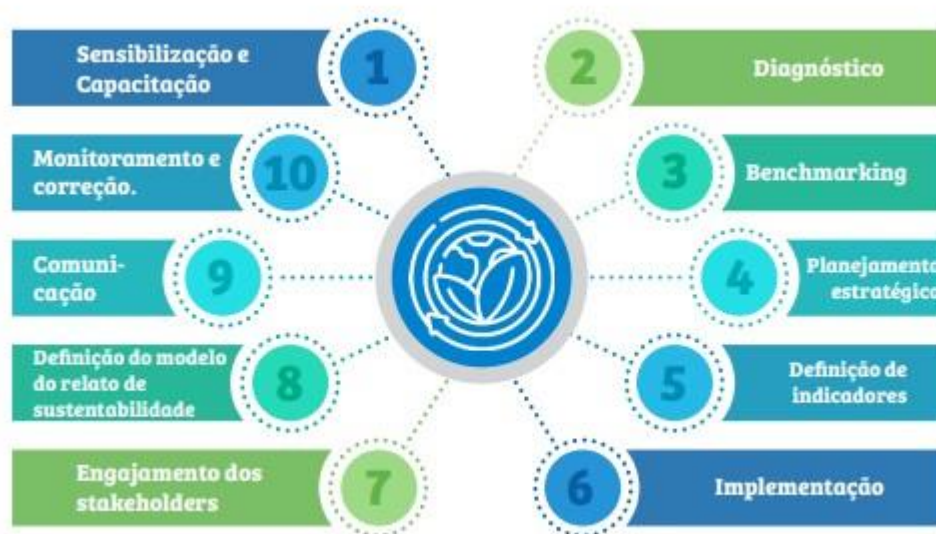 1
Sensibilização e
Capacitação
2
Diagnóstico
3
Benchmarking
4
Planejamento
estratégico
5
Definição de
indicadores
6
Implementação
7
Engajamento dos
stakeholders
8
Definição do modelo
do relato de
sustentabilidade
9
Comuni-
cação
10
Monitoramento e
correção.